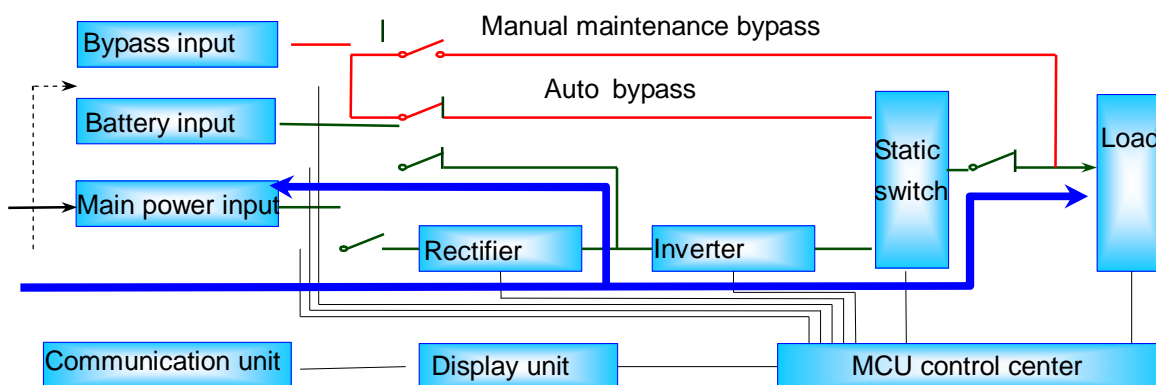 Manual maintenance bypass
Bypass input
Auto bypass
Battery input
Static
switch
Load
Main power input
Rectifier
Inverter
Communication unit
Display unit
MCU control center